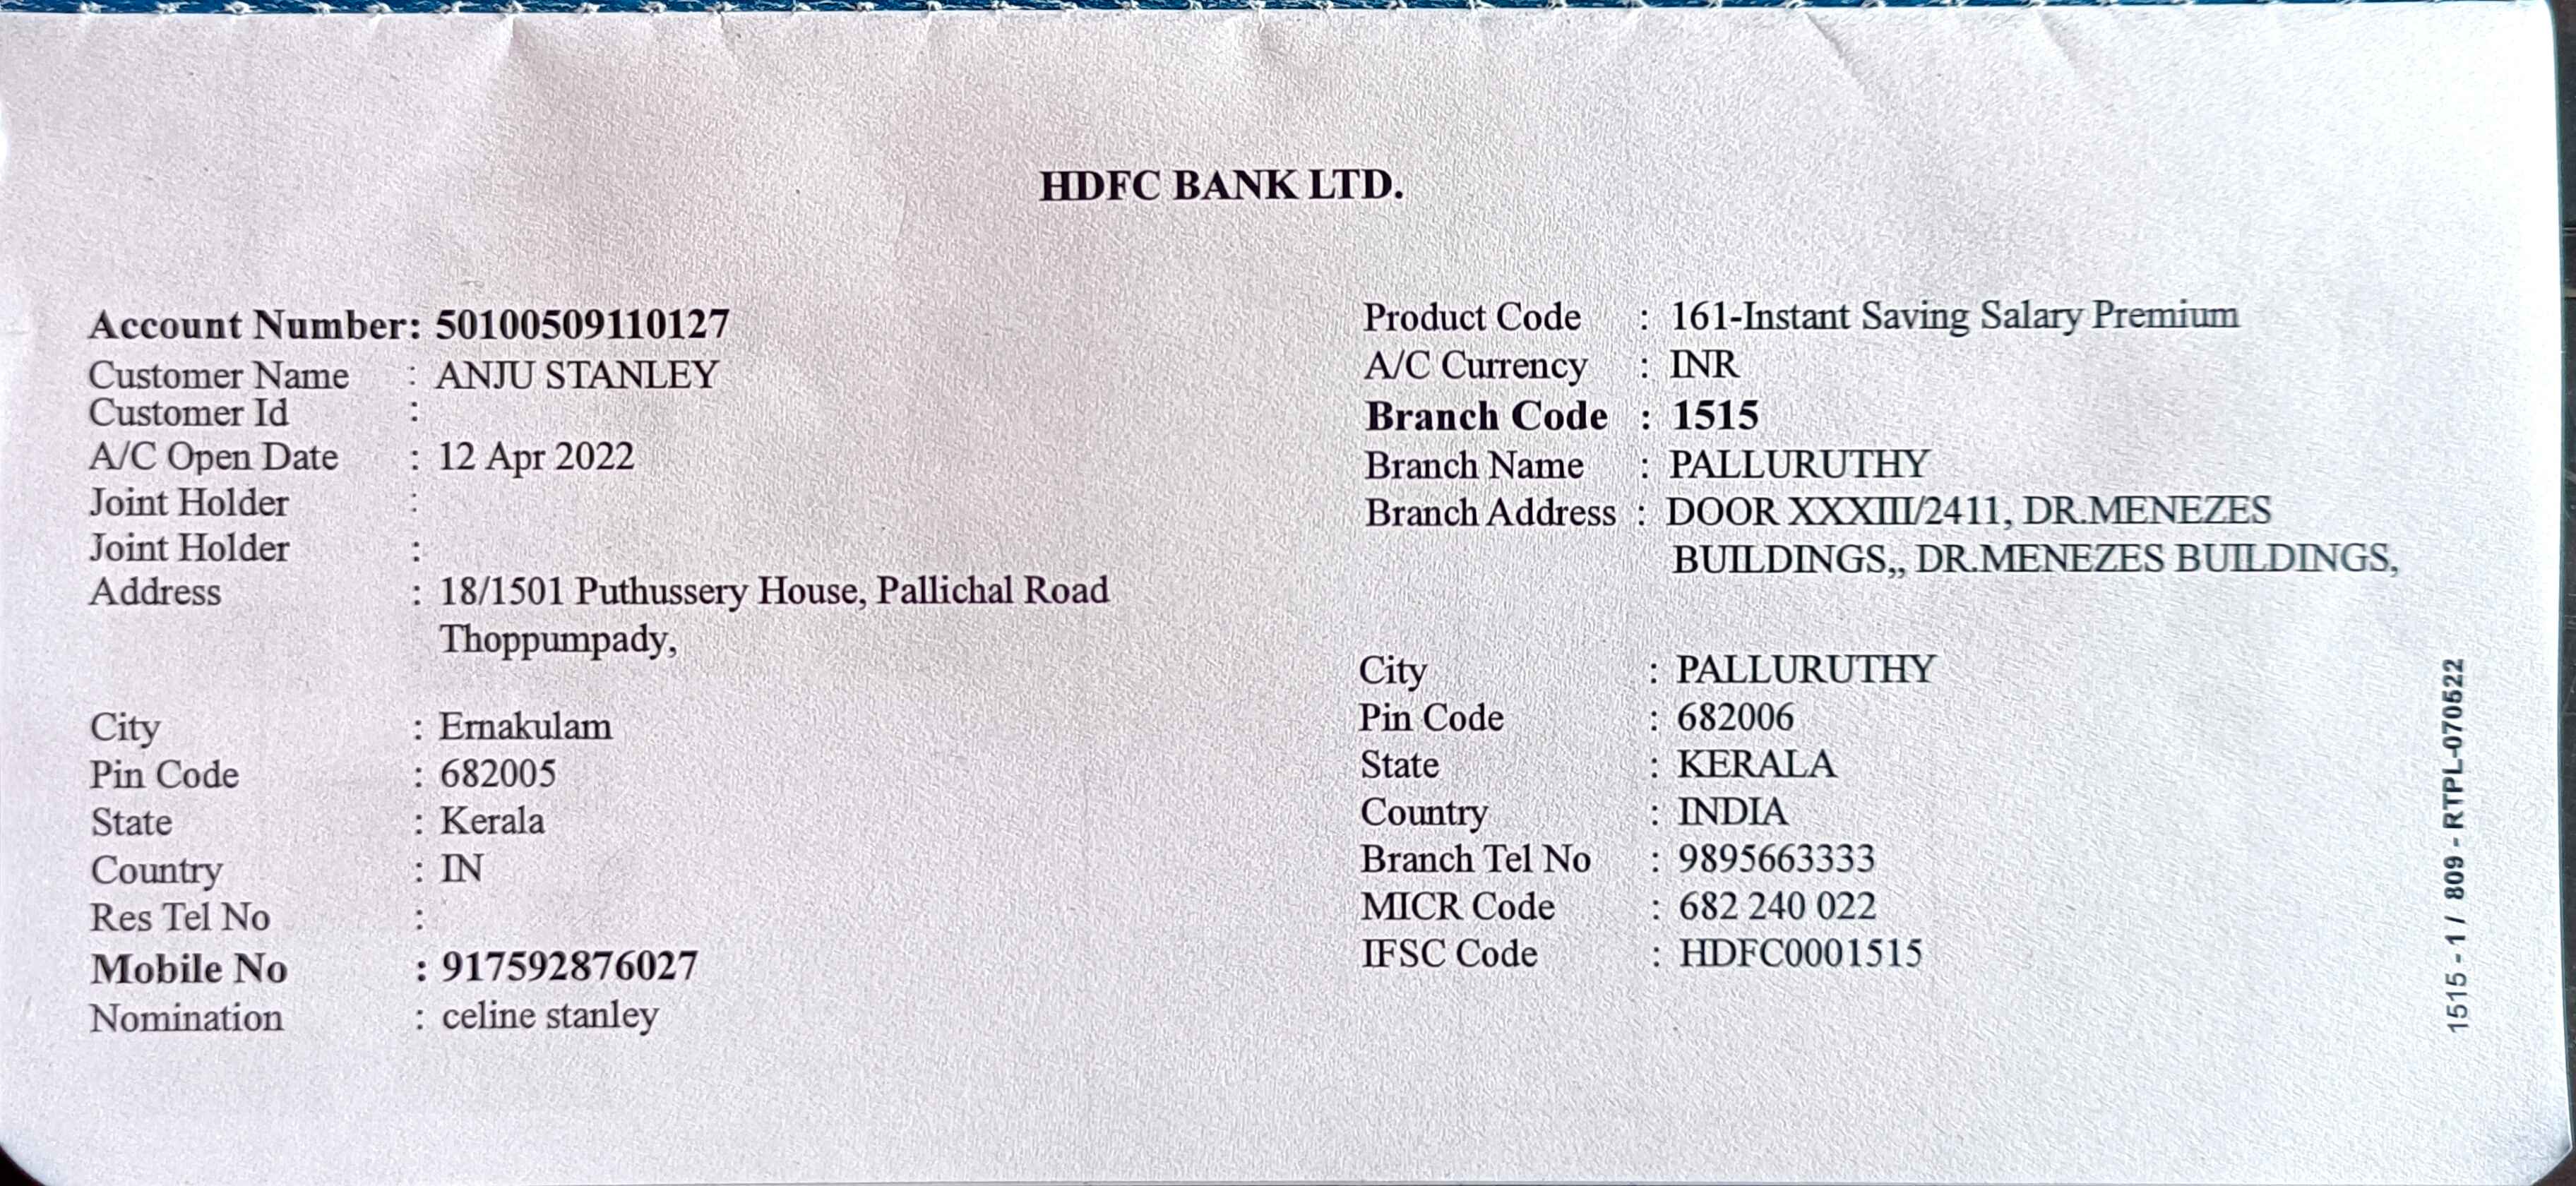 HDFC BANK LTD.
Account Number: 50100509110127
Customer Name : ANJU STANLEY
Customer Id :
A/C Open Date : 12 Apr 2022
Joint Holder :
Joint Holder :
Address : 18/1501 Puthussery House, Pallichal Road
Thoppumpady,
City : Ernakulam
Pin Code : 682005
State : Kerala
Country : IN
Res Tel No :
Mobile No : 917592876027
Nomination : celine stanley
Product Code : 161-Instant Saving Salary Premium
A/C Currency : INR
Branch Code : 1515
Branch Name : PALLURUTHY
Branch Address : DOOR XXXIII/2411, DR.MENEZES
BUILDINGS,, DR.MENEZES BUILDINGS,
City : PALLURUTHY
Pin Code : 682006
State : KERALA
Country : INDIA
Branch Tel No : 9895663333
MICR Code : 682 240 022
IFSC Code : HDFC0001515
1515 - 1 / 809 - RTPL-070522